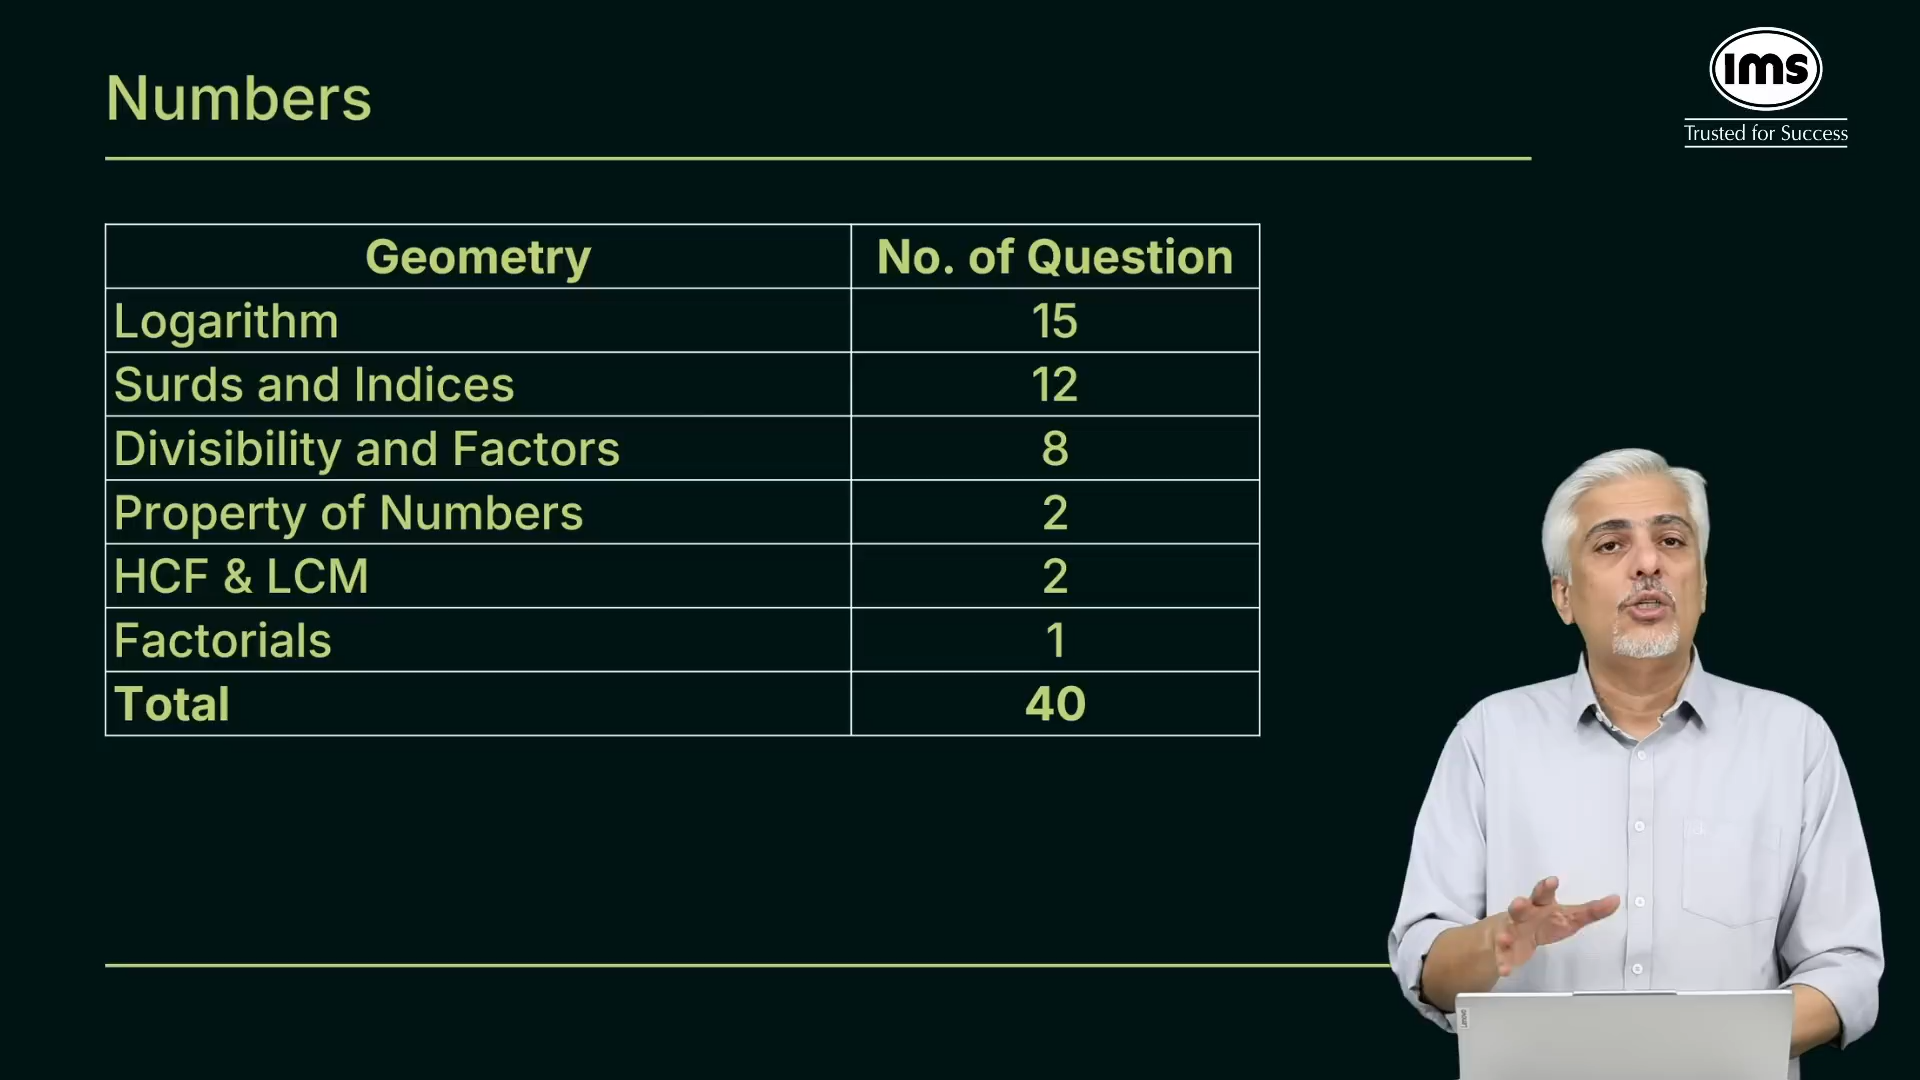 Numbers
ims
Trusted for Success
Geometry No. of Question
Logarithm 15
Surds and Indices 12
Divisibility and Factors 8
Property of Numbers 2
HCF & LCM 2
Factorials 1
Total 40
Lenovo